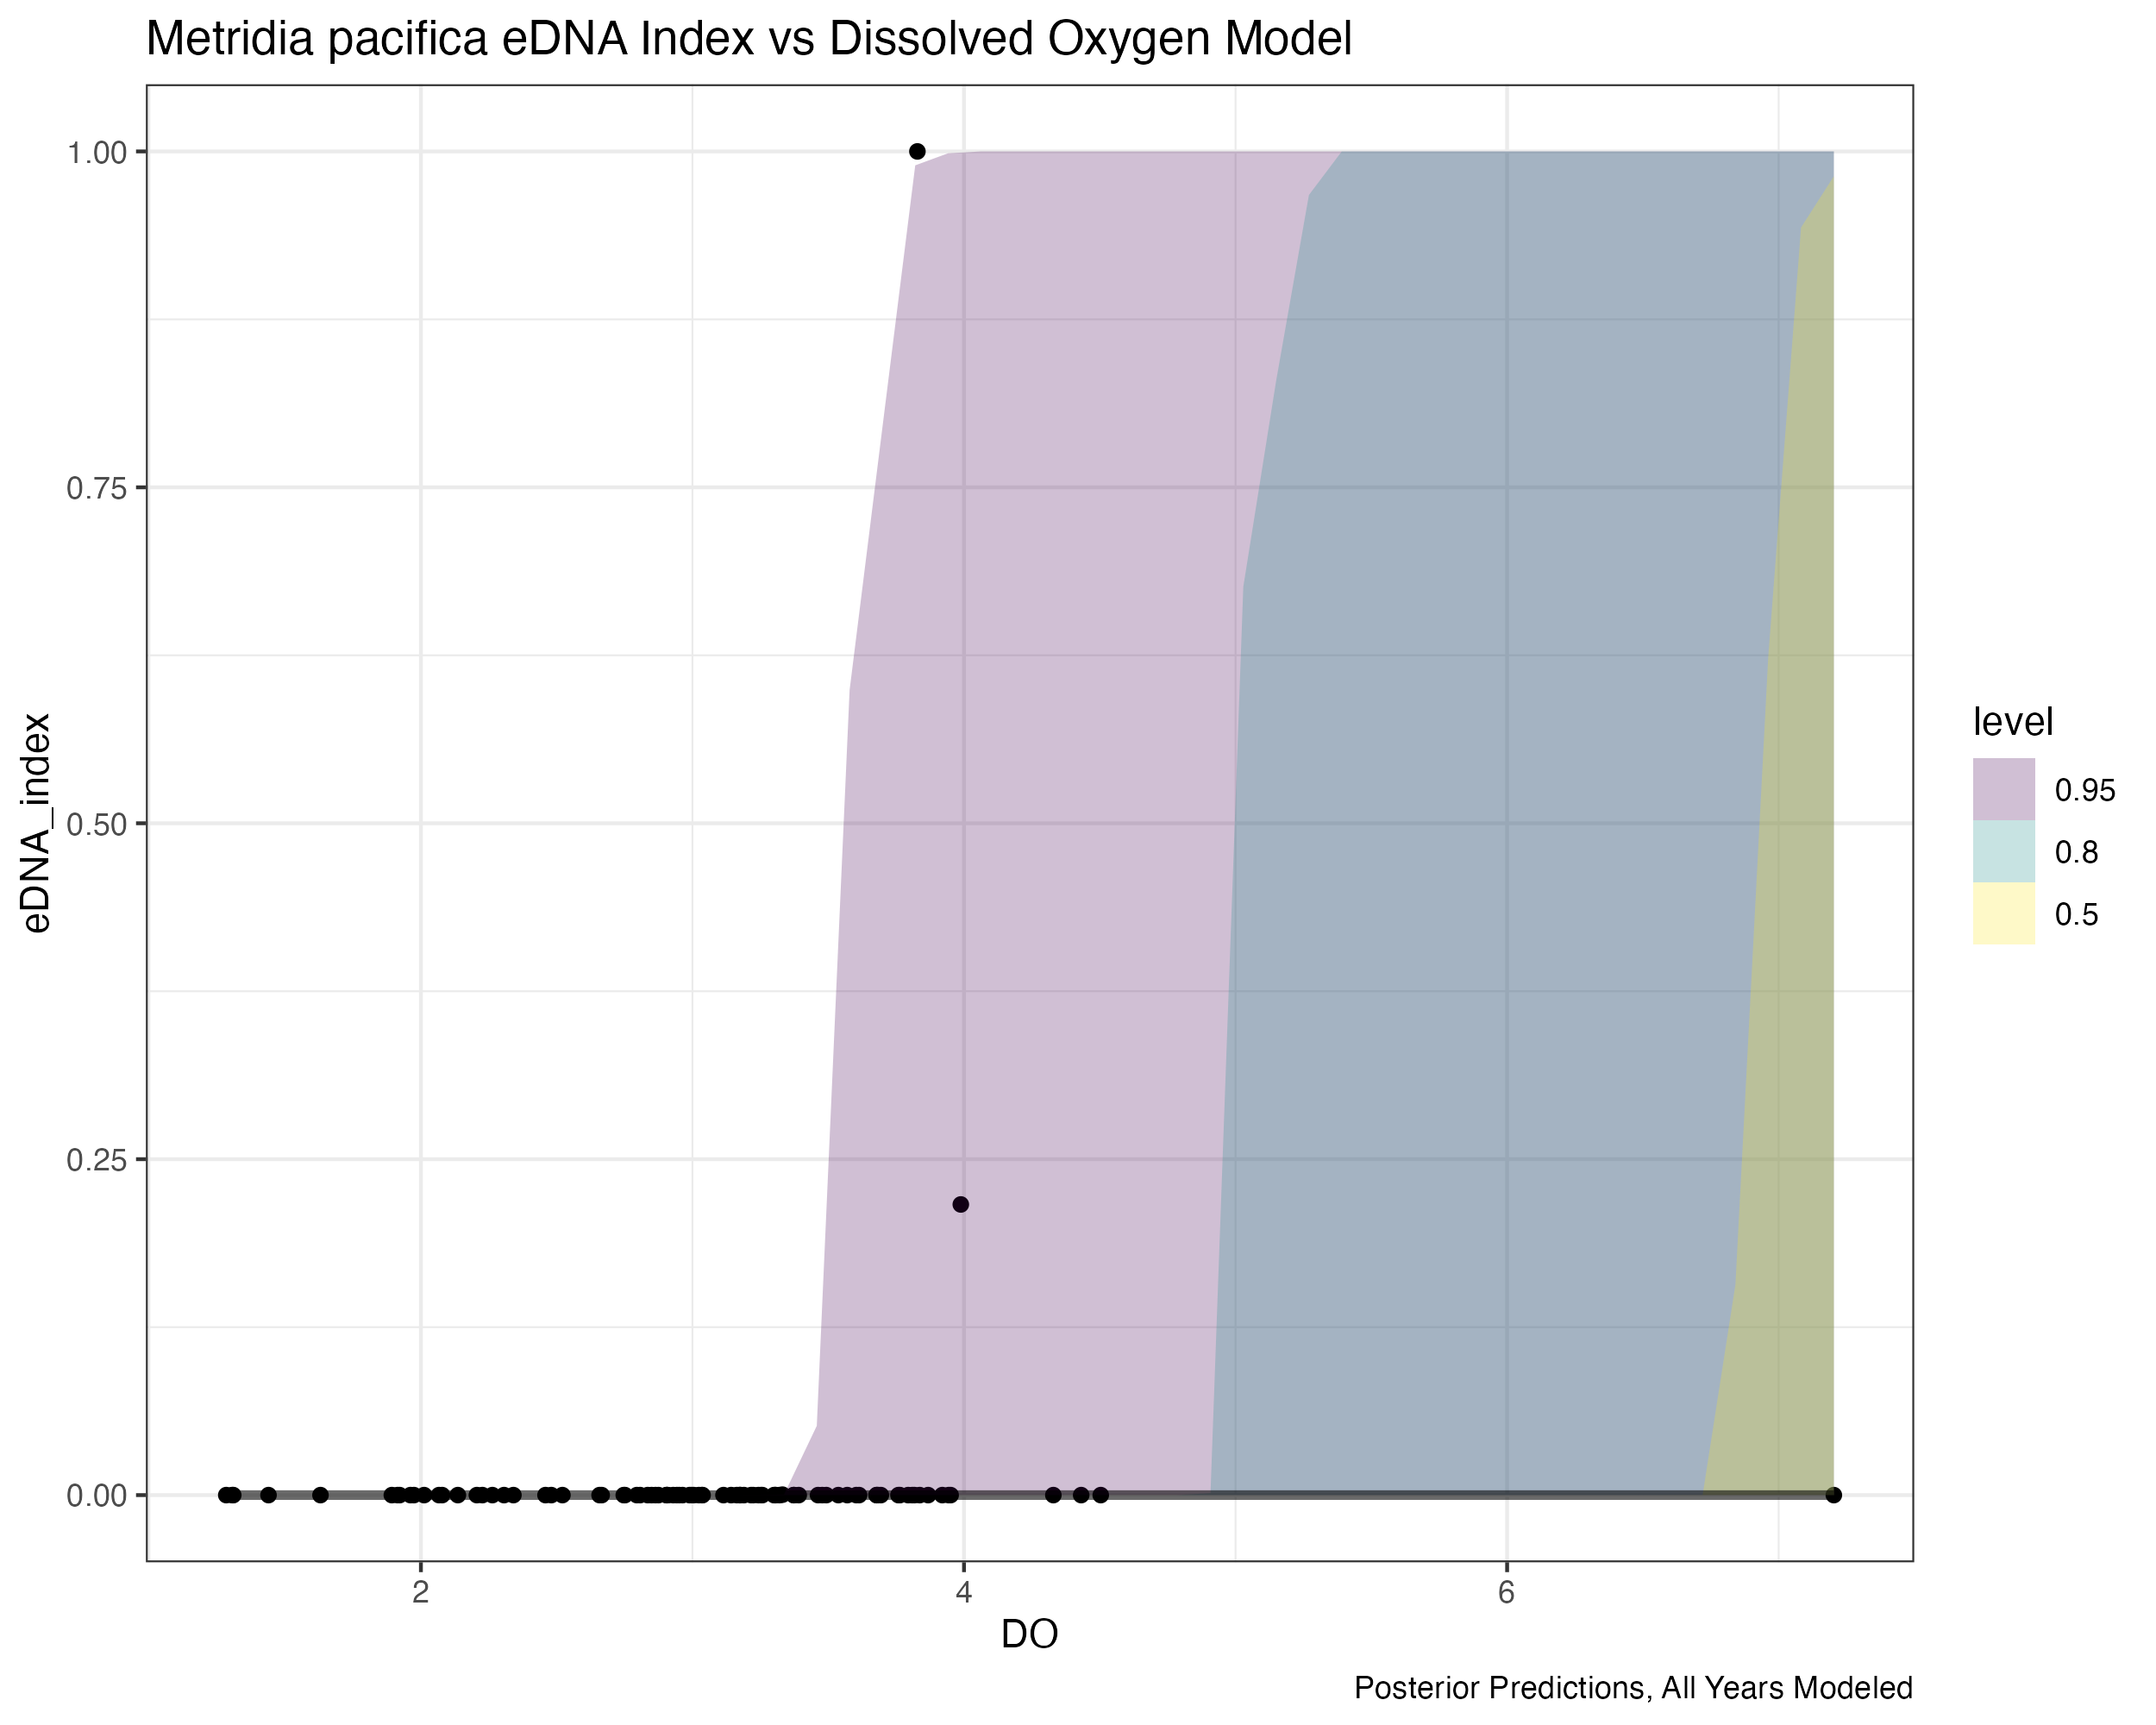 Metridia pacifica eDNA Index vs Dissolved Oxygen Model
1.00
0.75
0.50
0.25
0.00
eDNA_index
2 4 6
DO
level
0.95
0.8
0.5
Posterior Predictions, All Years Modeled